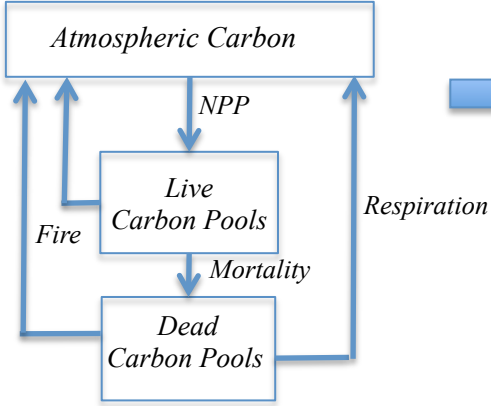 Atmospheric Carbon
NPP
Live
Carbon Pools
Respiration
Fire
Mortality
Dead
Carbon Pools